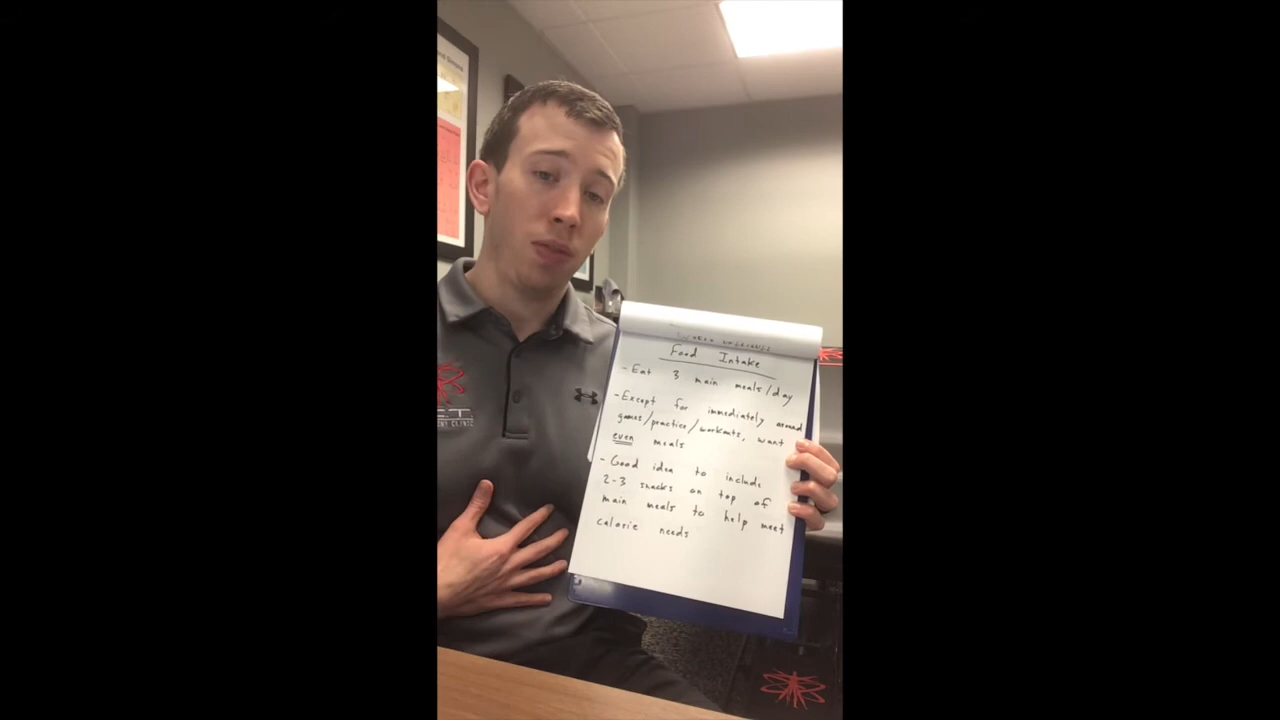 Food Intake
- Eat 3 main meals/day
- Except for immediately around
games/practice/workouts, want
even meals
- Good idea to include
2-3 snacks on top of
main meals to help meet
calorie needs